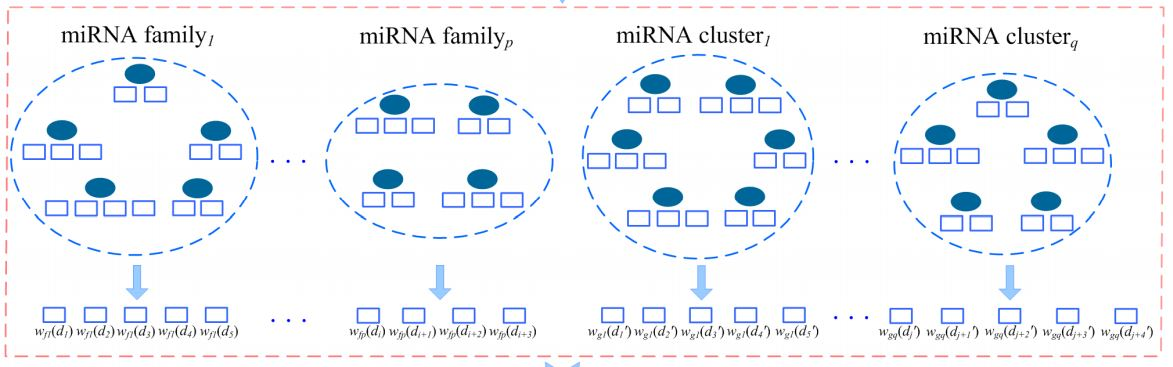 miRNA family1 miRNA familyp miRNA cluster1 miRNA clusterq
. . . . . .
wf1(d1) wf1(d2) wf1(d3) wf1(d4) wf1(d5) . . . wfp(di) wfp(di+1) wfp(di+2) wfp(di+3) wg1(d1') wg1(d2') wg1(d3') wg1(d4') wg1(d5') . . . wgq(dj') wgq(dj+1') wgq(dj+2') wgq(dj+3') wgq(dj+4')